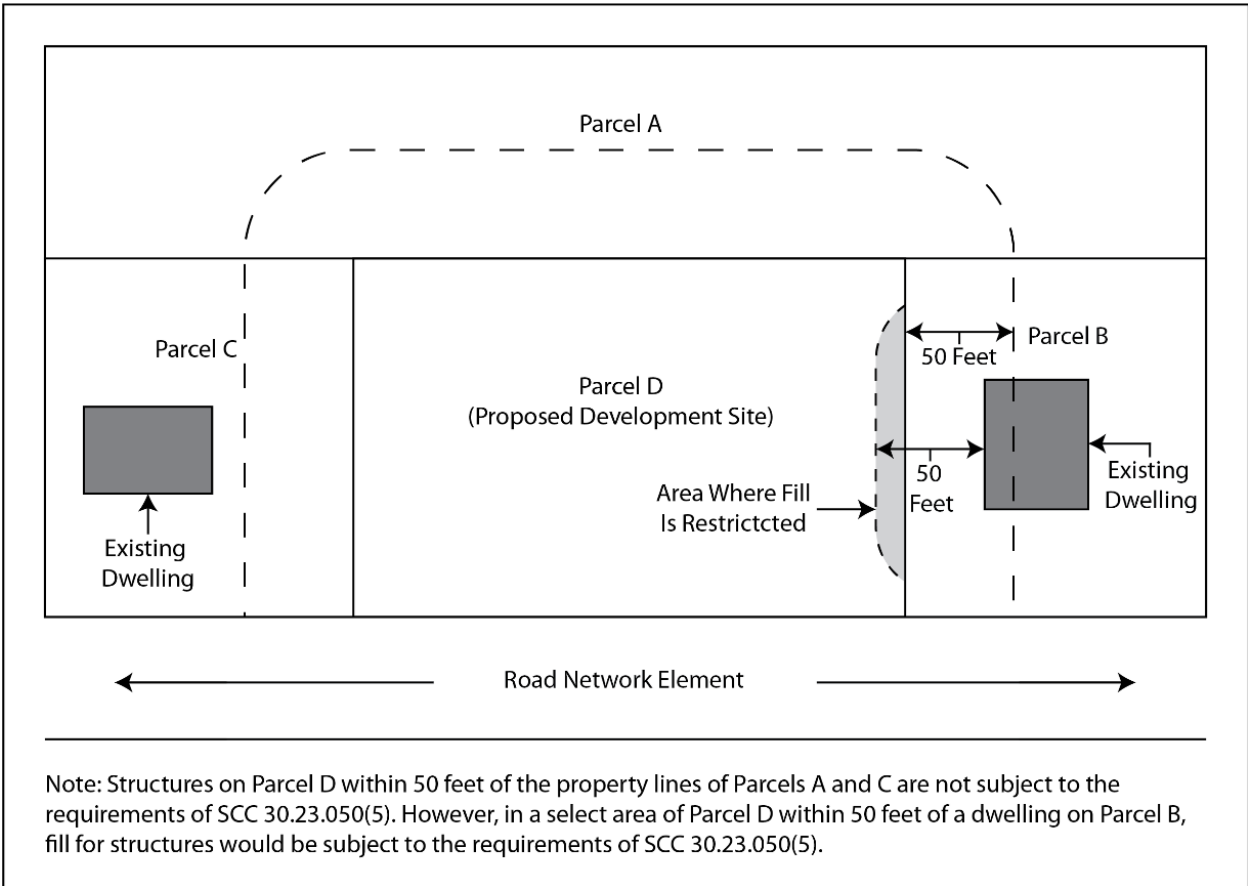 Parcel A
Parcel C
50 Feet
Parcel B
Parcel D
(Proposed Development Site)
50
Feet
Existing
Dwelling
Area Where Fill
Is Restrictcted
Existing
Dwelling
Road Network Element
Note: Structures on Parcel D within 50 feet of the property lines of Parcels A and C are not subject to the
requirements of SCC 30.23.050(5). However, in a select area of Parcel D within 50 feet of a dwelling on Parcel B,
fill for structures would be subject to the requirements of SCC 30.23.050(5).